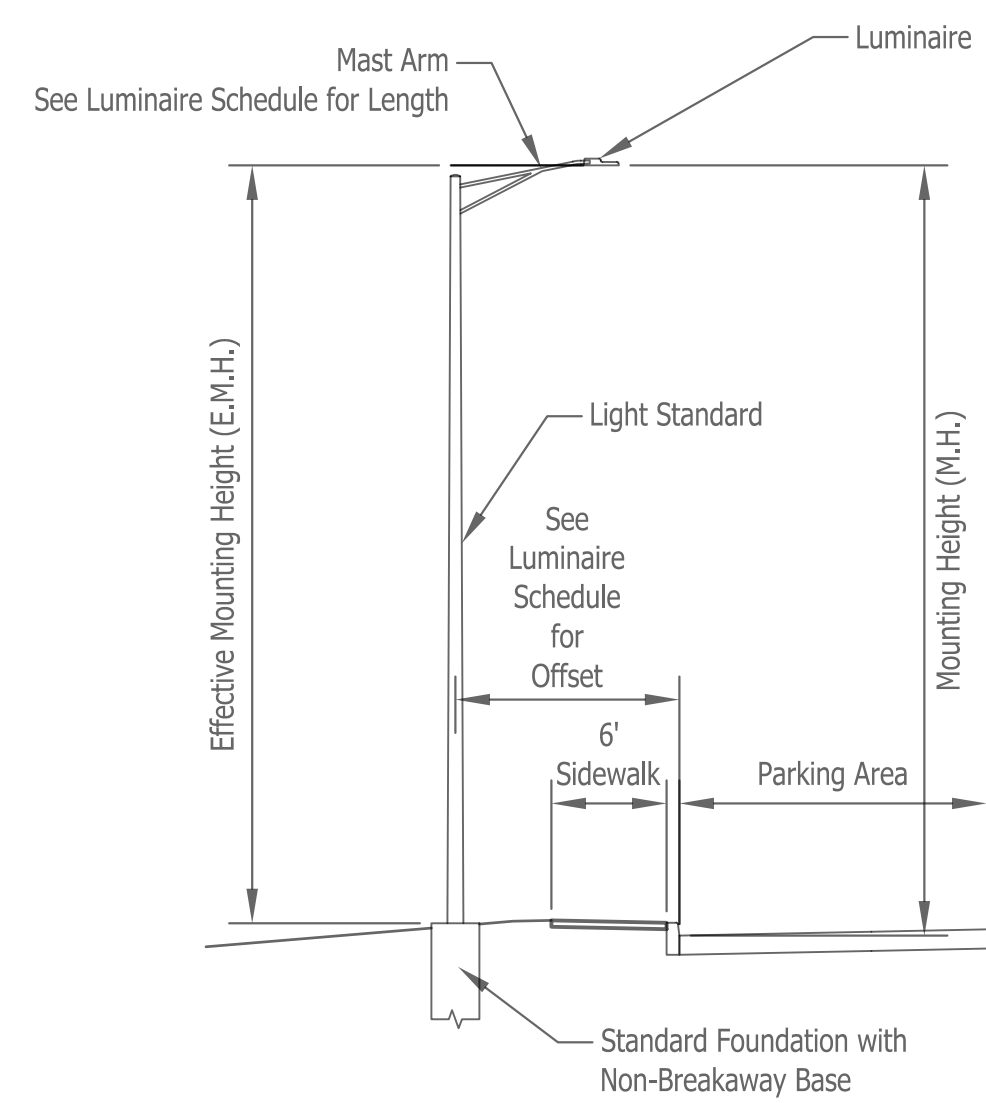 Luminaire
Mast Arm
See Luminaire Schedule for Length
Effective Mounting Height (E.M.H.)
Light Standard
Mounting Height (M.H.)
See
Luminaire
Schedule
for
Offset
6'
Sidewalk
Parking Area
Standard Foundation with
Non-Breakaway Base